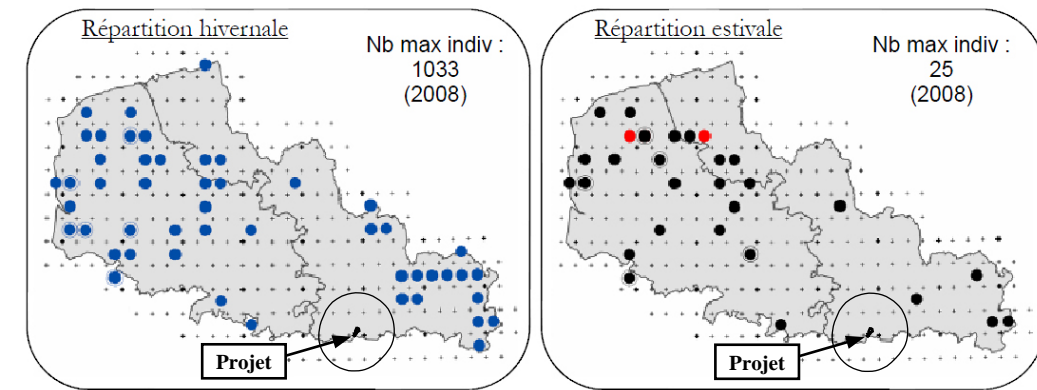 Répartition hivernale
Nb max indiv :
1033
(2008)
Projet
Répartition estivale
Nb max indiv :
25
(2008)
Projet